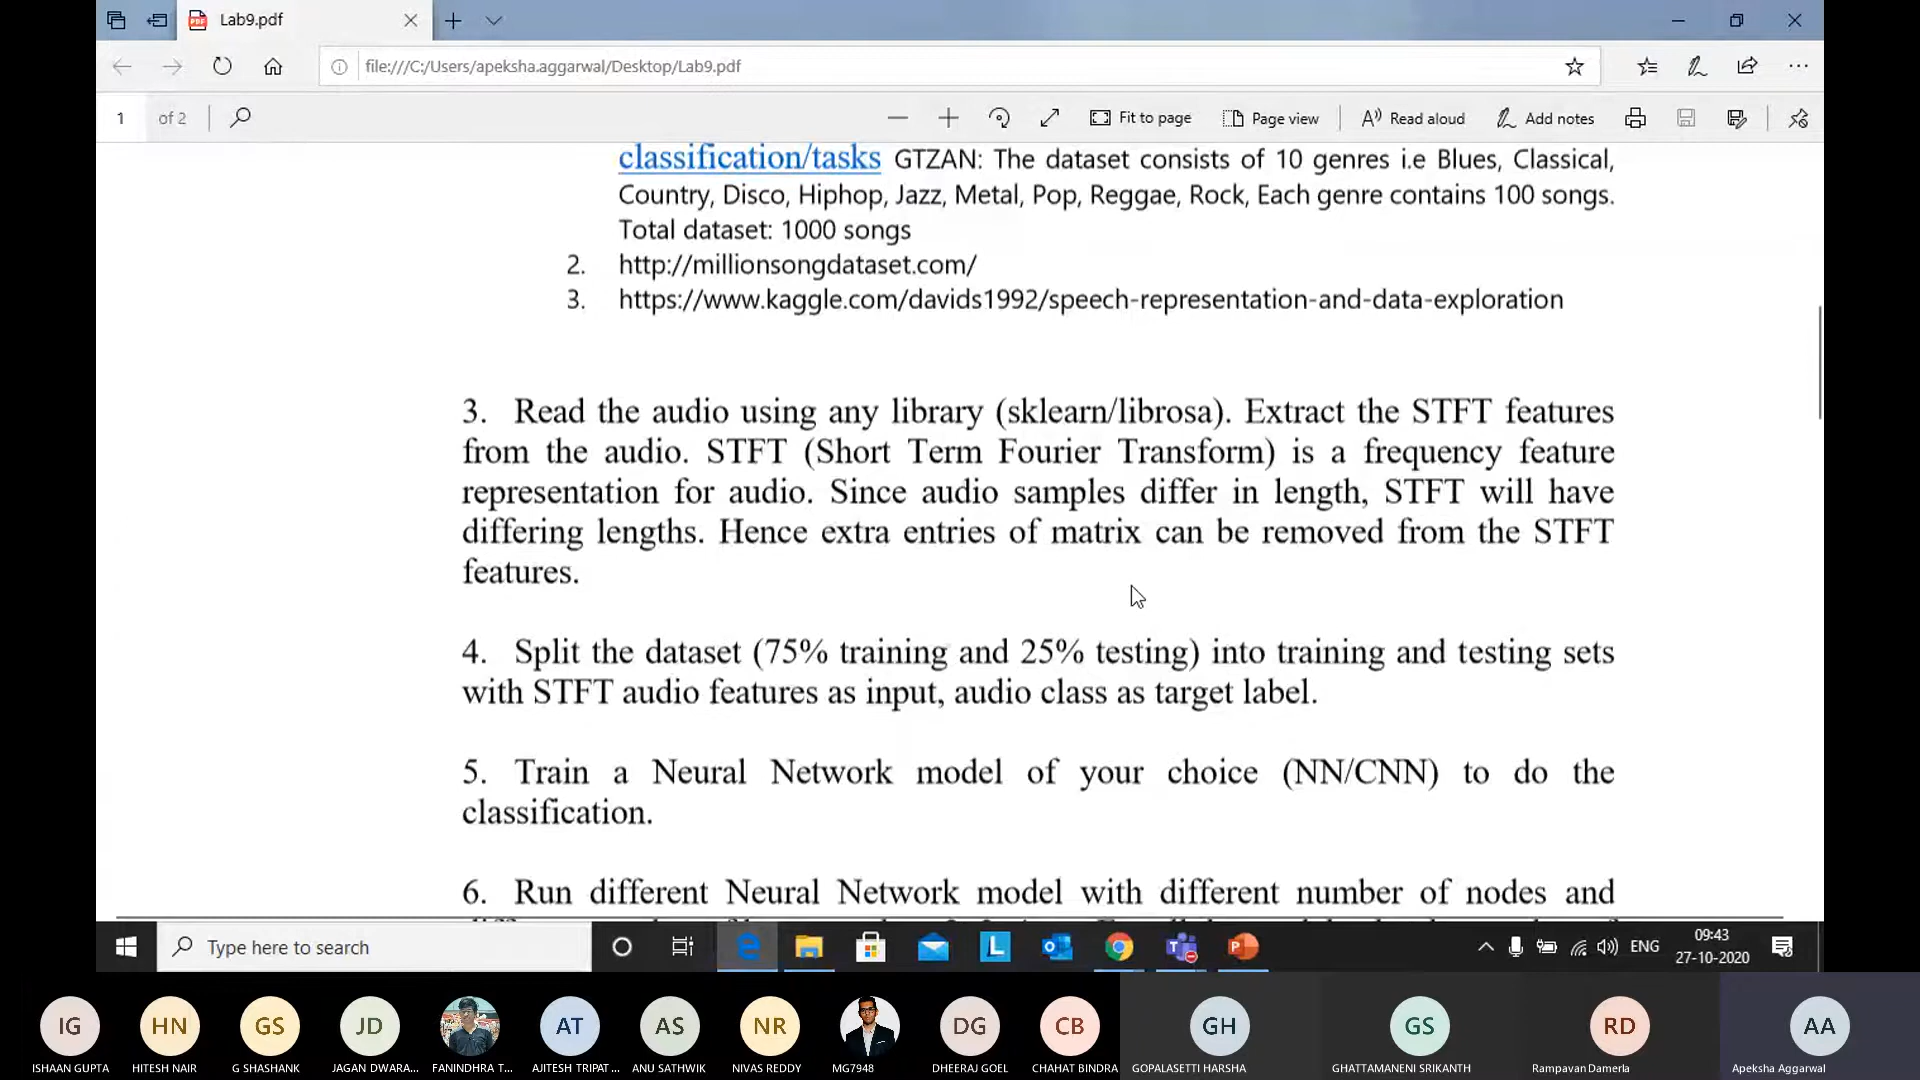 Lab9.pdf
file:///C:/Users/apeksha.aggarwal/Desktop/Lab9.pdf
1 of 2
Fit to page
Page view
Read aloud
Add notes
classification/tasks GTZAN: The dataset consists of 10 genres i.e Blues, Classical,
Country, Disco, Hiphop, Jazz, Metal, Pop, Reggae, Rock, Each genre contains 100 songs.
Total dataset: 1000 songs
2. http://millionsongdataset.com/
3. https://www.kaggle.com/davids1992/speech-representation-and-data-exploration
3. Read the audio using any library (sklearn/librosa). Extract the STFT features
from the audio. STFT (Short Term Fourier Transform) is a frequency feature
representation for audio. Since audio samples differ in length, STFT will have
differing lengths. Hence extra entries of matrix can be removed from the STFT
features.
4. Split the dataset (75% training and 25% testing) into training and testing sets
with STFT audio features as input, audio class as target label.
5. Train a Neural Network model of your choice (NN/CNN) to do the
classification.
6. Run different Neural Network model with different number of nodes and
Type here to search
ENG
09:43
27-10-2020
IG
HN
GS
JD
AT
AS
NR
DG
CB
GH
GS
RD
AA
ISHAAN GUPTA
HITESH NAIR
G SHASHANK
JAGAN DWARA...
FANINDHRA T...
AJITESH TRIPAT...
ANU SATHWIK
NIVAS REDDY
MG7948
DHEERAJ GOEL
CHAHAT BINDRA
GOPALASETTI HARSHA
GHATTAMANENI SRIKANTH
Rampavan Damerla
Apeksha Aggarwal